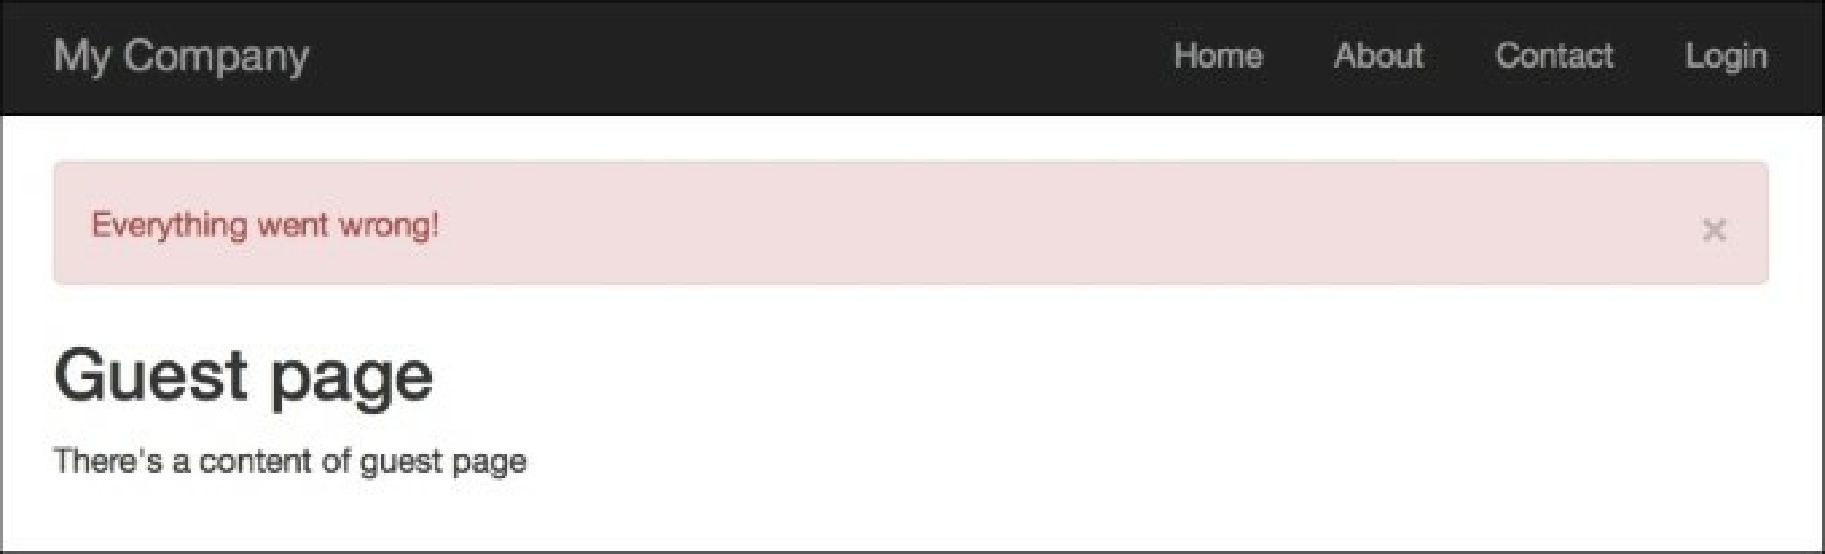 My Company Home About Contact Login
Everything went wrong! ×
Guest page
There's a content of guest page